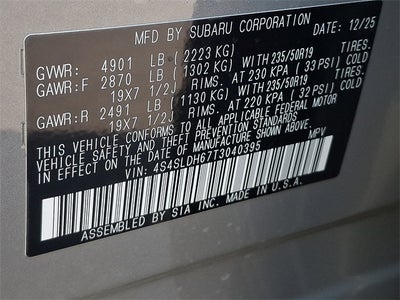 MFD BY SUBARU CORPORATION DATE: 12/25
GVWR: 4901 LB (2223 KG)
GAWR:F 2870 LB (1302 KG) WITH 235/50R19 TIRES.
19X7 1/2J RIMS, AT 230 KPA (33 PSI) COLD
GAWR:R 2491 LB (1130 KG) WITH 235/50R19 TIRES.
19X7 1/2J RIMS, AT 220 KPA (32 PSI) COLD
THIS VEHICLE CONFORMS TO ALL APPLICABLE FEDERAL MOTOR
VEHICLE SAFETY AND THEFT PREVENTION STANDARDS
IN EFFECT ON THE DATE OF MANUFACTURE SHOWN ABOVE.
VIN: 4S4SLDH67T3040395 MPV
ASSEMBLED BY SIA INC. MADE IN U.S.A.